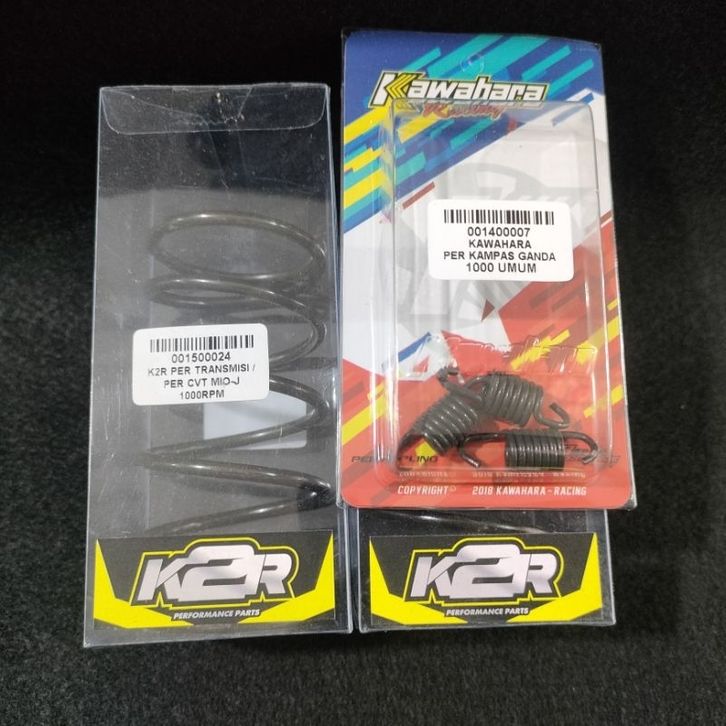 Kawahara
Racing
001400007
KAWAHARA
PER KAMPAS GANDA
1000 UMUM
001500024
K2R PER TRANSMISI /
PER CVT MIO-J
1000RPM
COPYRIGHT © 2018 KAWAHARA - RACING
K2R
PERFORMANCE PARTS
K2R
PERFORMANCE PARTS